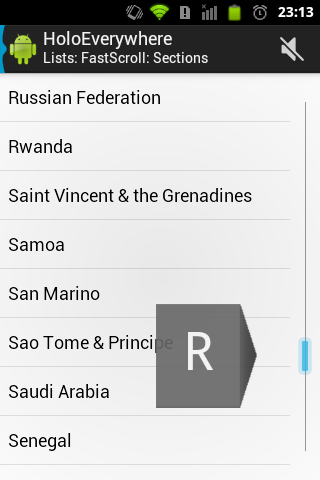 23:13
HoloEverywhere
Lists: FastScroll: Sections
Russian Federation
Rwanda
Saint Vincent & the Grenadines
Samoa
San Marino
Sao Tome & Principe
R
Saudi Arabia
Senegal